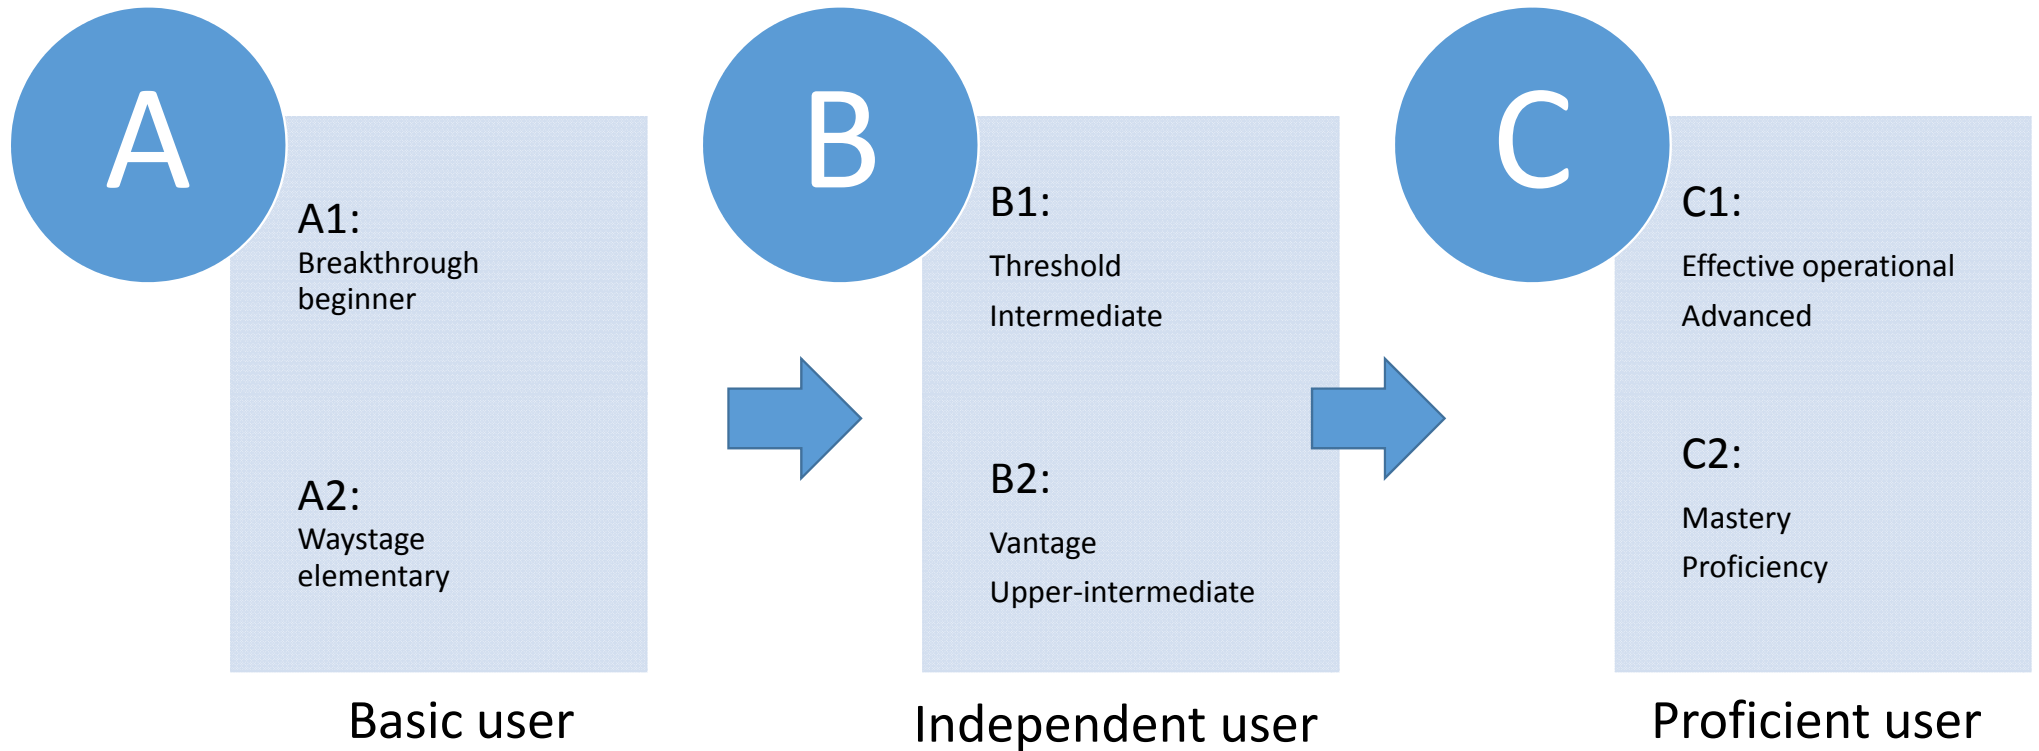 A
A1:
Breakthrough
beginner
A2:
Waystage
elementary
Basic user
B
B1:
Threshold
Intermediate
B2:
Vantage
Upper-intermediate
Independent user
C
C1:
Effective operational
Advanced
C2:
Mastery
Proficiency
Proficient user